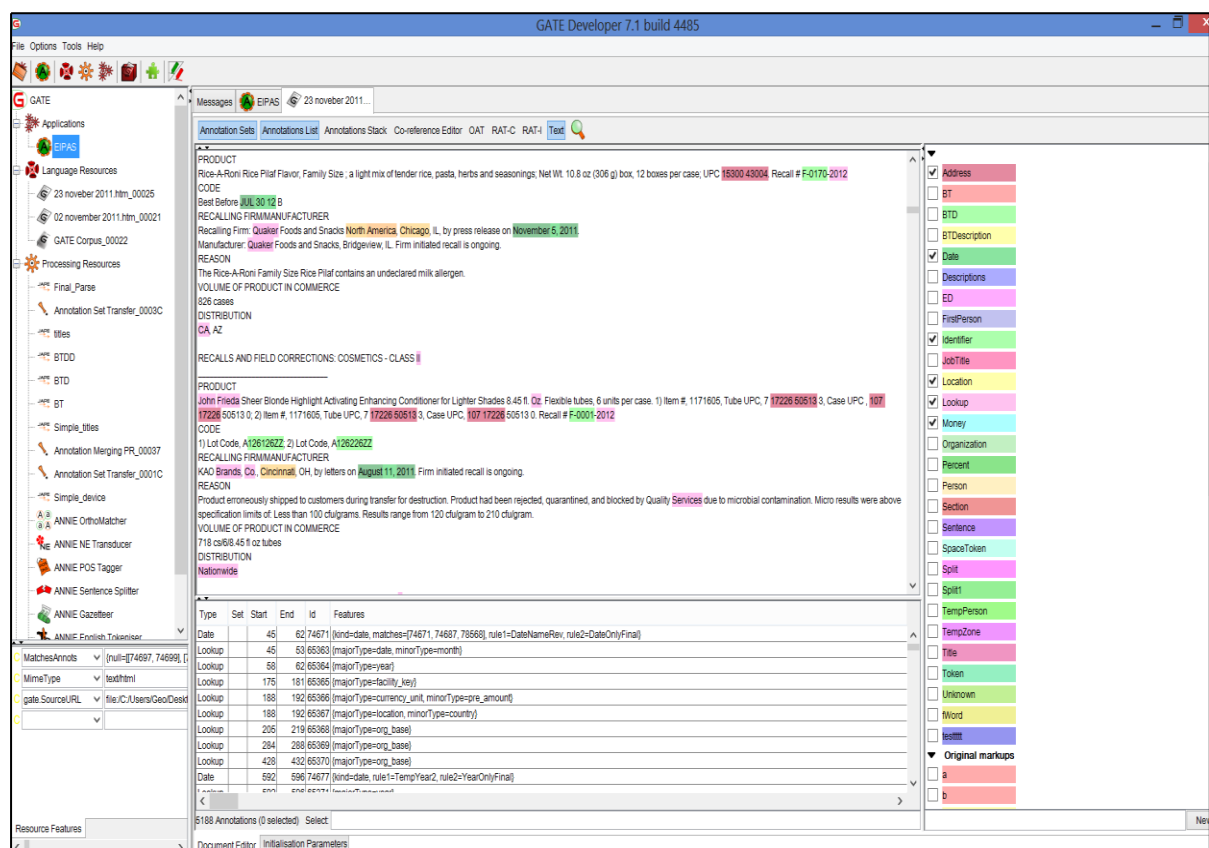 GATE Developer 7.1 build 4485
File Options Tools Help
GATE
Applications
EIPAS
Language Resources
23 noveber 2011.htm_00025
02 november 2011.htm_00021
GATE Corpus_00022
Processing Resources
Final_Parse
Annotation Set Transfer_0003C
titles
BTDD
BTD
BT
Simple_titles
Annotation Merging PR_00037
Annotation Set Transfer_0001C
Simple_device
ANNIE OrthoMatcher
ANNIE NE Transducer
ANNIE POS Tagger
ANNIE Sentence Splitter
ANNIE Gazetteer
ANNIE English Tokeniser
MatchesAnnots {null=[[74697, 74699], [7
MimeType text/html
gate.SourceURL file:/C:/Users/Geo/Deskt
Resource Features
Messages EIPAS 23 noveber 2011...
Annotation Sets Annotations List Annotations Stack Co-reference Editor OAT RAT-C RAT-I Text
PRODUCT
Rice-A-Roni Rice Pilaf Flavor, Family Size ; a light mix of tender rice, pasta, herbs and seasonings; Net Wt. 10.8 oz (306 g) box, 12 boxes per case; UPC 15300 43004. Recall # F-0170-2012
CODE
Best Before JUL 30 12 B
RECALLING FIRM/MANUFACTURER
Recalling Firm: Quaker Foods and Snacks North America, Chicago, IL, by press release on November 5, 2011.
Manufacturer: Quaker Foods and Snacks, Bridgeview, IL. Firm initiated recall is ongoing.
REASON
The Rice-A-Roni Family Size Rice Pilaf contains an undeclared milk allergen.
VOLUME OF PRODUCT IN COMMERCE
826 cases
DISTRIBUTION
CA, AZ
RECALLS AND FIELD CORRECTIONS: COSMETICS - CLASS II
PRODUCT
John Frieda Sheer Blonde Highlight Activating Enhancing Conditioner for Lighter Shades 8.45 fl. Oz. Flexible tubes, 6 units per case. 1) Item #, 1171605, Tube UPC, 7 17226 50513 3, Case UPC , 107
17226 50513 0; 2) Item #, 1171605, Tube UPC, 7 17226 50513 3, Case UPC, 107 17226 50513 0. Recall # F-0001-2012
CODE
1) Lot Code, A126126ZZ; 2) Lot Code, A126226ZZ
RECALLING FIRM/MANUFACTURER
KAO Brands, Co., Cincinnati, OH, by letters on August 11, 2011. Firm initiated recall is ongoing.
REASON
Product erroneously shipped to customers during transfer for destruction. Product had been rejected, quarantined, and blocked by Quality Services due to microbial contamination. Micro results were above
specification limits of: Less than 100 cfu/grams. Results range from 120 cfu/gram to 210 cfu/gram.
VOLUME OF PRODUCT IN COMMERCE
718 cs/6/8.45 fl oz tubes
DISTRIBUTION
Nationwide
Type Set Start End Id Features
Date 45 62 74671 {kind=date, matches=[74671, 74687, 78568], rule1=DateNameRev, rule2=DateOnlyFinal}
Lookup 45 53 65363 {majorType=date, minorType=month}
Lookup 58 62 65364 {majorType=year}
Lookup 175 181 65365 {majorType=facility_key}
Lookup 188 192 65366 {majorType=currency_unit, minorType=pre_amount}
Lookup 188 192 65367 {majorType=location, minorType=country}
Lookup 205 219 65368 {majorType=org_base}
Lookup 284 288 65369 {majorType=org_base}
Lookup 428 432 65370 {majorType=org_base}
Date 592 596 74677 {kind=date, rule1=TempYear2, rule2=YearOnlyFinal}
Lookup 592 596 65371 {majorType=year}
5188 Annotations (0 selected) Select:
Document Editor Initialisation Parameters
Address
BT
BTD
BTDescription
Date
Descriptions
ED
FirstPerson
Identifier
JobTitle
Location
Lookup
Money
Organization
Percent
Person
Section
Sentence
SpaceToken
Split
Split1
TempPerson
TempZone
Title
Token
Unknown
fWord
Original markups
a
b
New